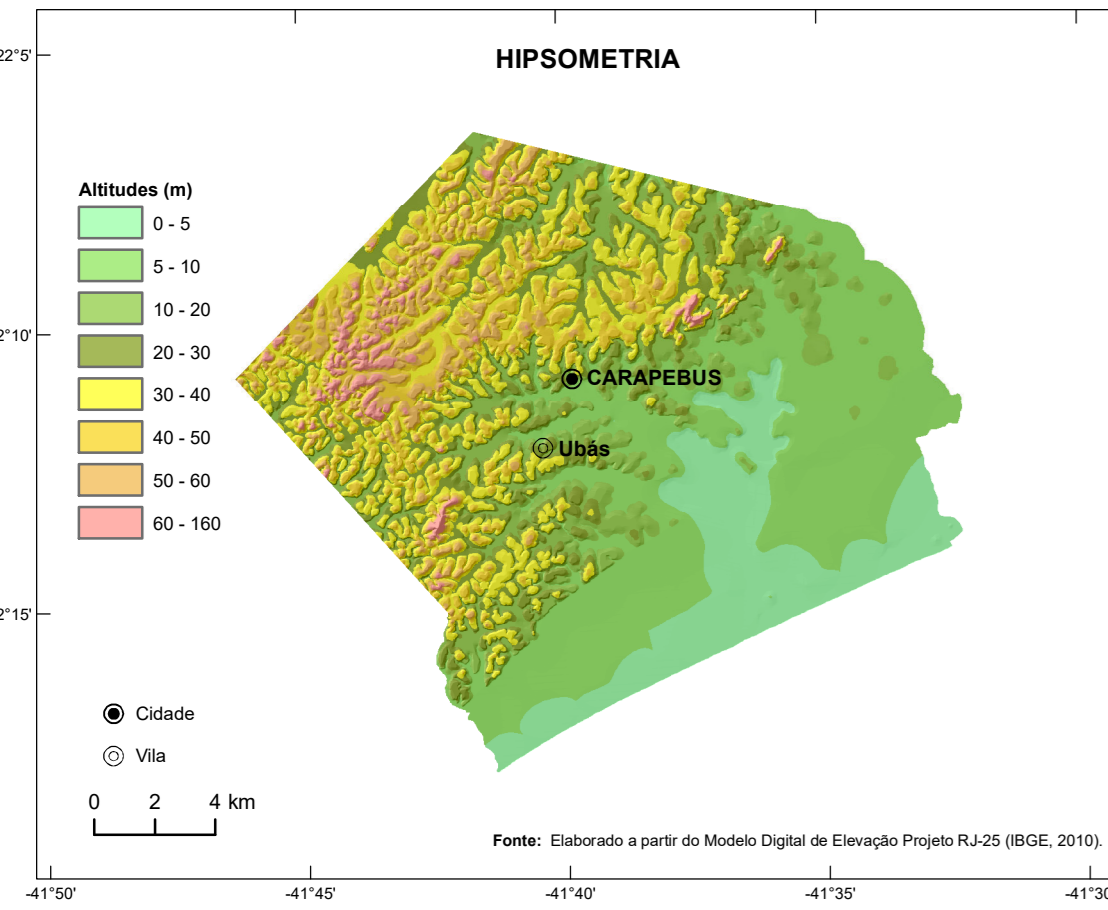 HIPSOMETRIA
22°5'
2°10'
2°15'
Altitudes (m)
0 - 5
5 - 10
10 - 20
20 - 30
30 - 40
40 - 50
50 - 60
60 - 160
CARAPEBUS
Ubás
Cidade
Vila
0 2 4 km
Fonte: Elaborado a partir do Modelo Digital de Elevação Projeto RJ-25 (IBGE, 2010).
-41°50' -41°45' -41°40' -41°35' -41°30